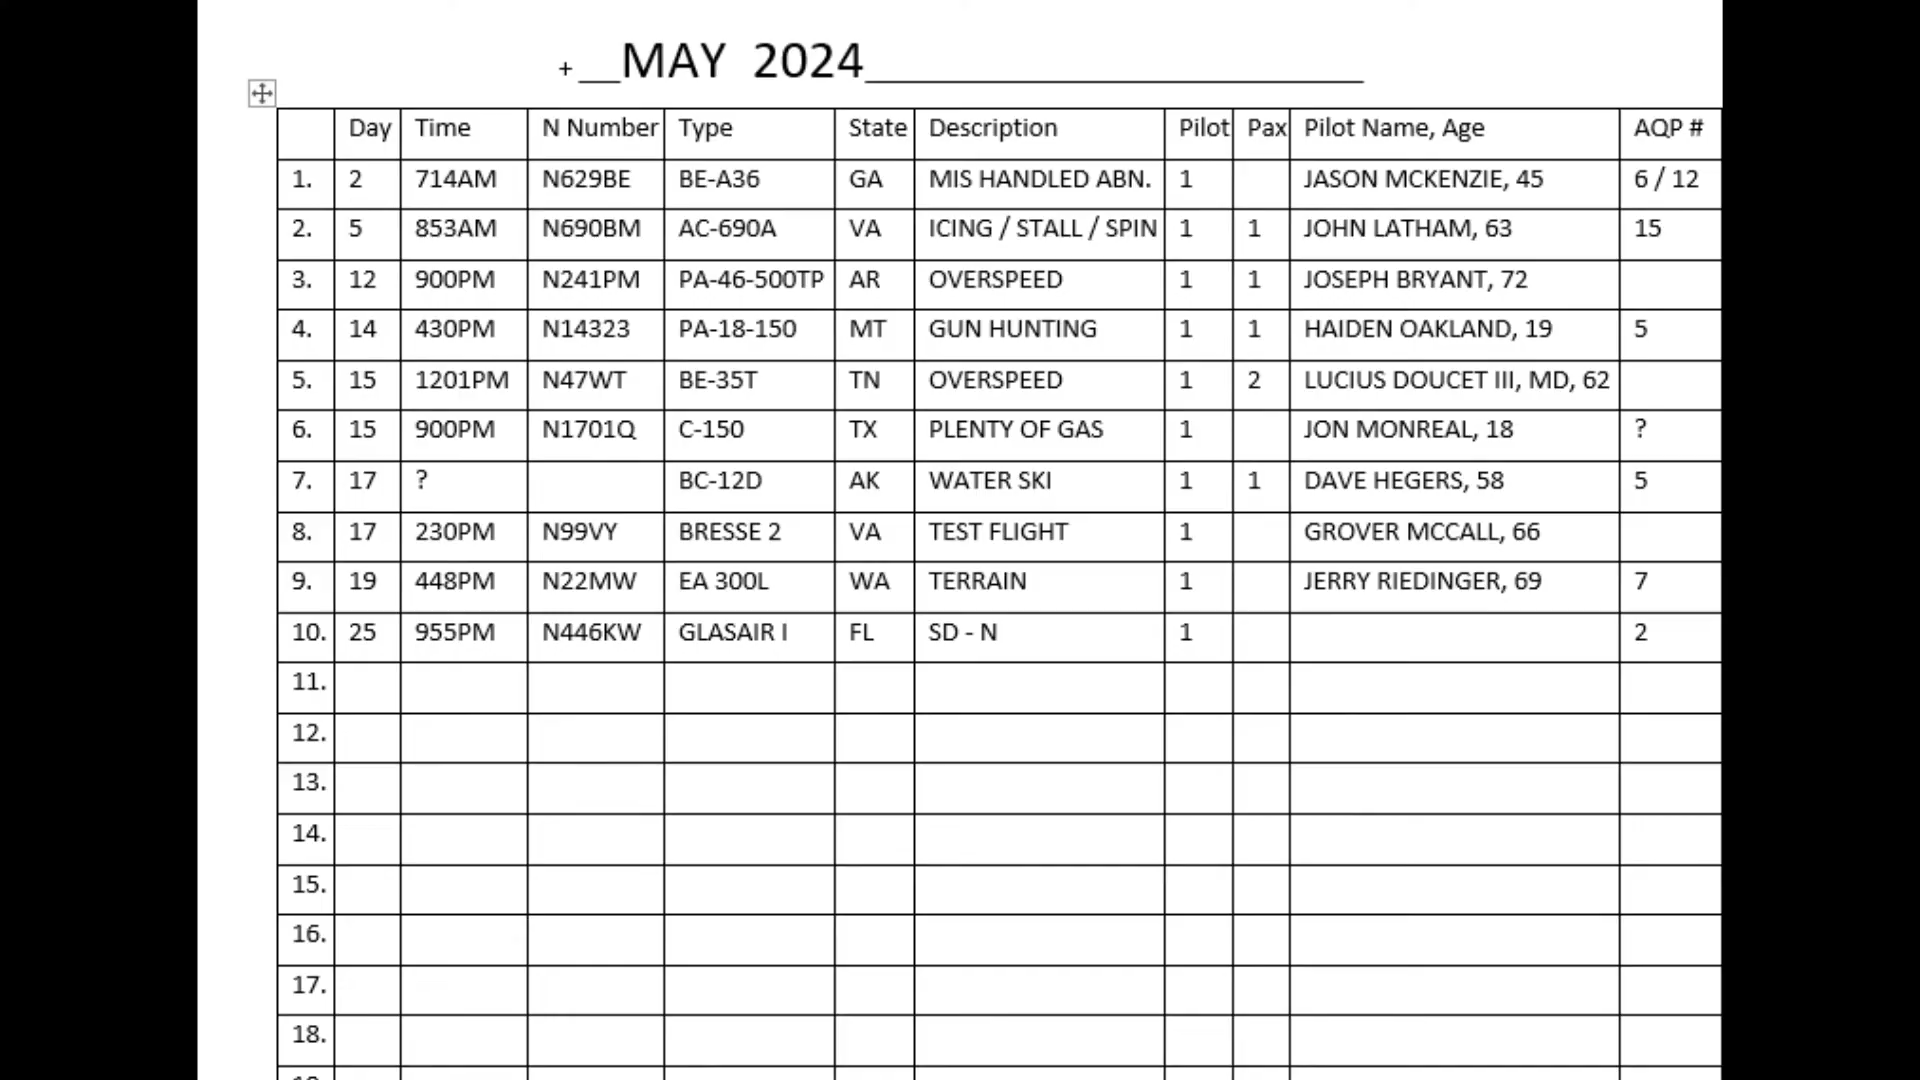 + __MAY 2024____________________
Day Time N Number Type State Description Pilot Pax Pilot Name, Age AQP #
1. 2 714AM N629BE BE-A36 GA MIS HANDLED ABN. 1 JASON MCKENZIE, 45 6 / 12
2. 5 853AM N690BM AC-690A VA ICING / STALL / SPIN 1 1 JOHN LATHAM, 63 15
3. 12 900PM N241PM PA-46-500TP AR OVERSPEED 1 1 JOSEPH BRYANT, 72
4. 14 430PM N14323 PA-18-150 MT GUN HUNTING 1 1 HAIDEN OAKLAND, 19 5
5. 15 1201PM N47WT BE-35T TN OVERSPEED 1 2 LUCIUS DOUCET III, MD, 62
6. 15 900PM N1701Q C-150 TX PLENTY OF GAS 1 JON MONREAL, 18 ?
7. 17 ? BC-12D AK WATER SKI 1 1 DAVE HEGERS, 58 5
8. 17 230PM N99VY BRESSE 2 VA TEST FLIGHT 1 GROVER MCCALL, 66
9. 19 448PM N22MW EA 300L WA TERRAIN 1 JERRY RIEDINGER, 69 7
10. 25 955PM N446KW GLASAIR I FL SD - N 1 2
11.
12.
13.
14.
15.
16.
17.
18.